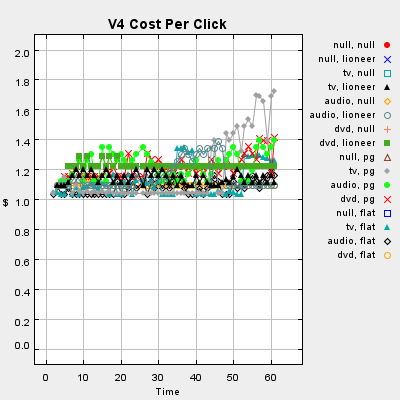 V4 Cost Per Click
2.0
1.8
1.6
1.4
1.2
1.0
0.8
0.6
0.4
0.2
0.0
$
0 10 20 30 40 50 60
Time
null, null
null, lioneer
tv, null
tv, lioneer
audio, null
audio, lioneer
dvd, null
dvd, lioneer
null, pg
tv, pg
audio, pg
dvd, pg
null, flat
tv, flat
audio, flat
dvd, flat